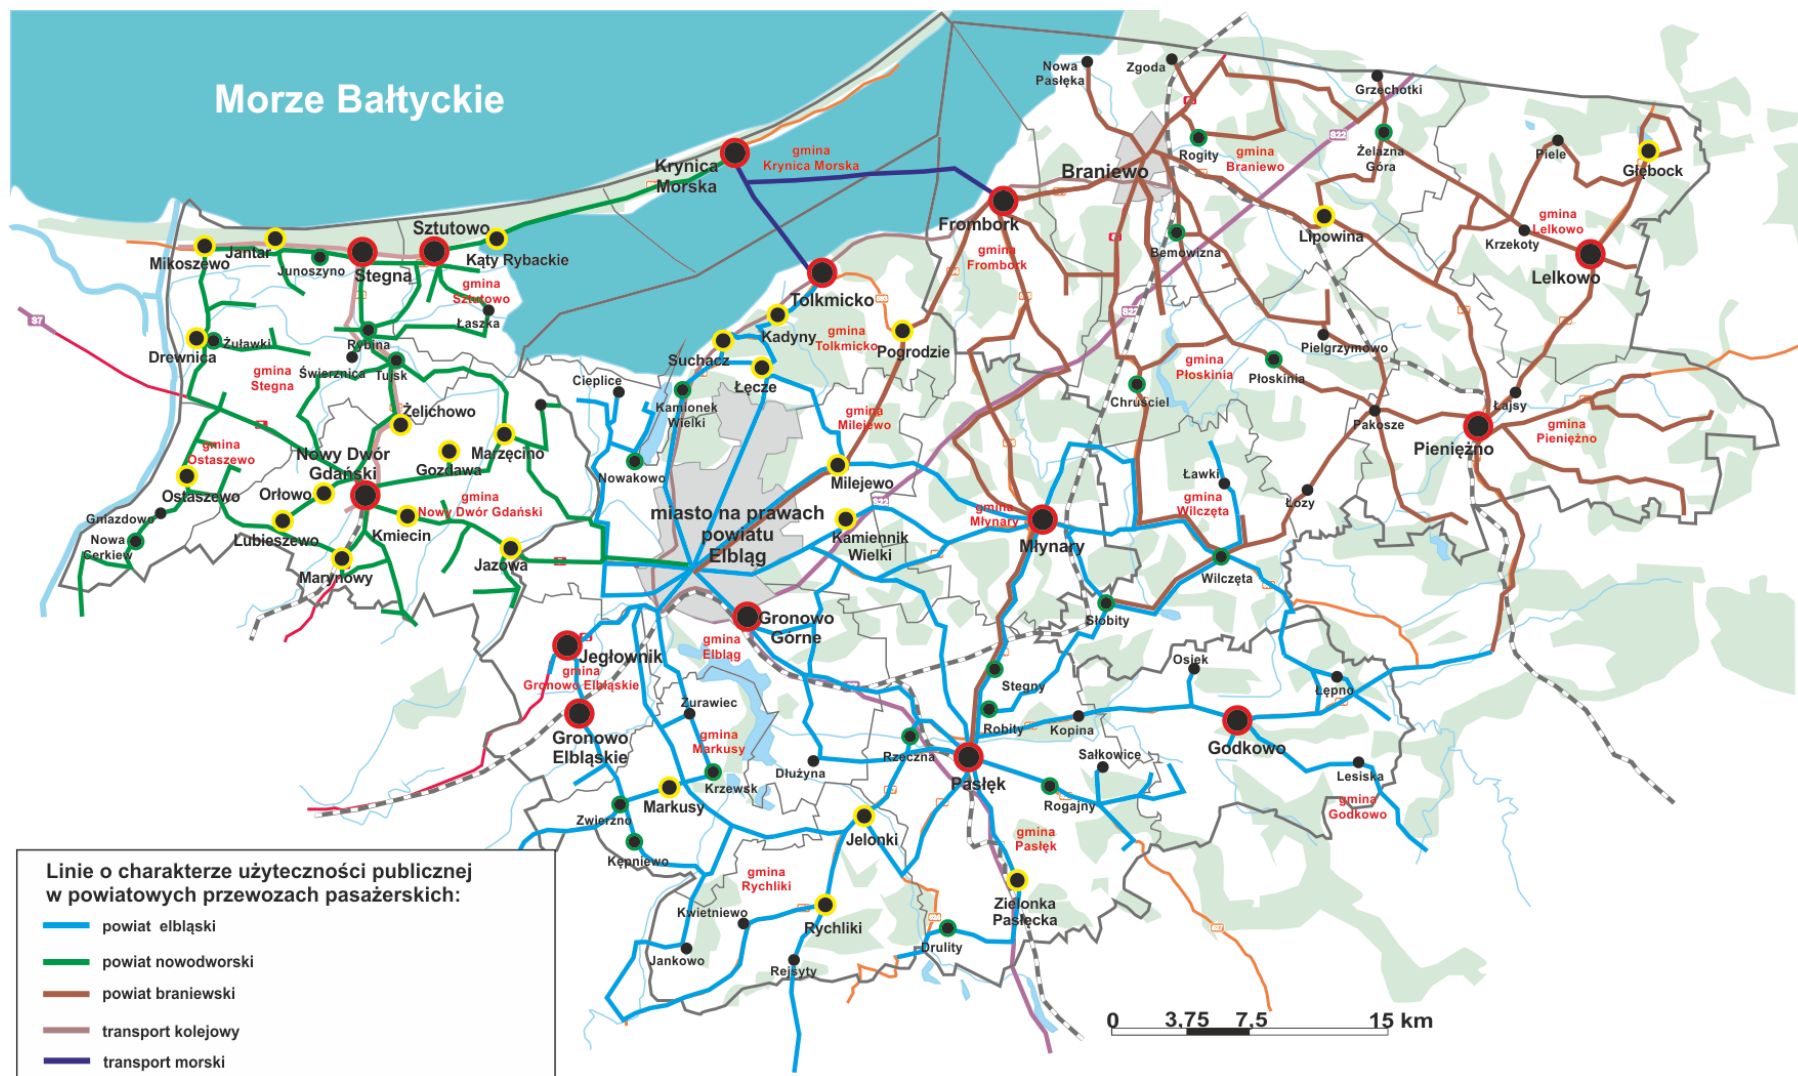 Morze Bałtyckie
Nowa
Pasłęka
Zgoda
Grzechotki
S22
Krynica
Morska
gmina
Krynica Morska
Braniewo
Rogity
gmina
Braniewo
Żelazna
Góra
Piele
Głębock
Frombork
gmina
Frombork
Bemowizna
Lipowina
Krzekoty
gmina
Lelkowo
Lelkowo
Mikoszewo
Jantar
Junoszyno
Stegna
Sztutowo
Kąty Rybackie
gmina
Sztutowo
Łaszka
S7
Tolkmicko
Kadyny
gmina
Tolkmicko
Pogrodzie
S22
Drewnica
Żuławki
Rybina
Świerznica
Tujsk
gmina
Stegna
Suchacz
Łęcze
Cieplice
Kamionek
Wielki
gmina
Milejewo
gmina
Płoskinia
Płoskinia
Pielgrzymowo
Chruściel
Pakosze
Łajsy
Pieniężno
gmina
Pieniężno
Żelichowo
Nowy Dwór
Gdański
Gozdawa
Marzęcino
gmina
Ostaszewo
Ostaszewo
Orłowo
gmina
Nowy Dwór Gdański
Gniazdowo
Nowa
Cerkiew
Lubieszewo
Kmiecin
Marynowy
Jazowa
Nowakowo
Milejewo
S22
miasto na prawach
powiatu
Elbląg
Kamiennik
Wielki
gmina
Młynary
Młynary
Ławki
gmina
Wilczęta
Łozy
Wilczęta
Słobity
Gronowo
Górne
gmina
Elbląg
Jegłownik
gmina
Gronowo Elbląskie
Gronowo
Elbląskie
Żurawiec
gmina
Markusy
Krzewsk
Markusy
Zwierzno
Kępniewo
Dłużyna
Rzeczna
Stegny
Robity
Kopina
Osiek
Łępno
Godkowo
Lesiska
gmina
Godkowo
Pasłęk
Sałkowice
Rogajny
gmina
Pasłęk
Jelonki
gmina
Rychliki
Kwietniewo
Rychliki
Jankowo
Rejsyty
Zielonka
Pasłęcka
Drulity
Linie o charakterze użyteczności publicznej
w powiatowych przewozach pasażerskich:
powiat elbląski
powiat nowodworski
powiat braniewski
transport kolejowy
transport morski
0 3,75 7,5 15 km